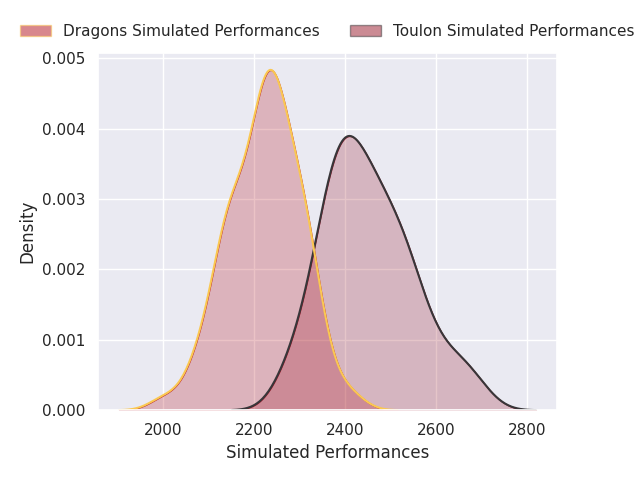 Dragons Simulated Performances Toulon Simulated Performances
0.005
0.004
0.003
0.002
0.001
0.000
Density
2000 2200 2400 2600 2800
Simulated Performances